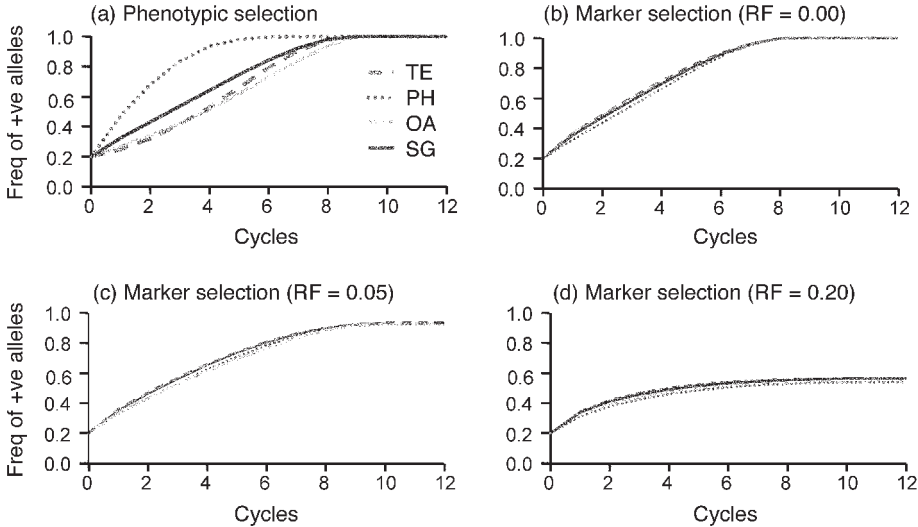 (a) Phenotypic selection
Freq of +ve alleles
1.0
0.8
0.6
0.4
0.2
0.0
TE
PH
OA
SG
0 2 4 6 8 10 12
Cycles
(b) Marker selection (RF = 0.00)
1.0
0.8
0.6
0.4
0.2
0.0
0 2 4 6 8 10 12
Cycles
(c) Marker selection (RF = 0.05)
Freq of +ve alleles
1.0
0.8
0.6
0.4
0.2
0.0
0 2 4 6 8 10 12
Cycles
(d) Marker selection (RF = 0.20)
1.0
0.8
0.6
0.4
0.2
0.0
0 2 4 6 8 10 12
Cycles